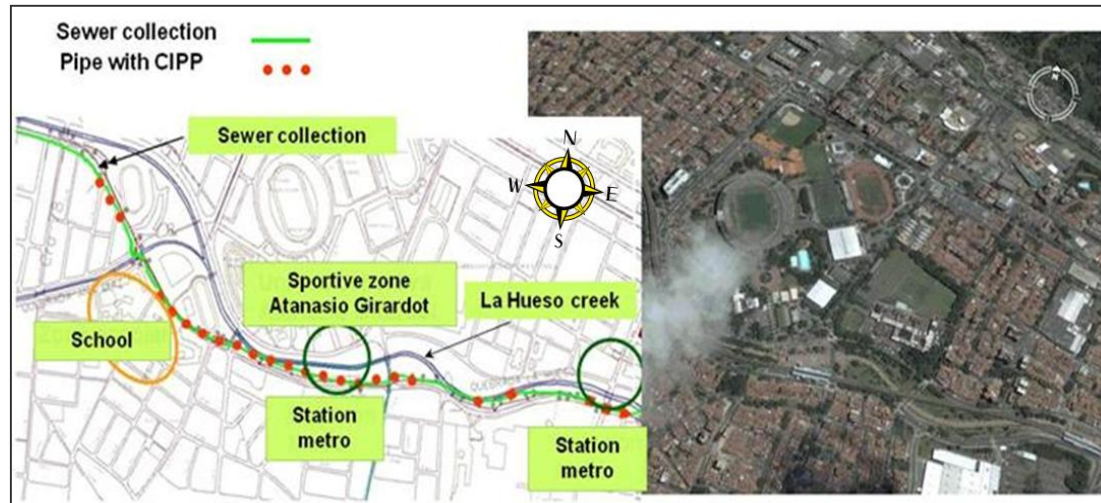 Sewer collection
Pipe with CIPP
Sewer collection
N
W
E
S
Sportive zone
Atanasio Girardot
La Hueso creek
School
Station
metro
Station
metro